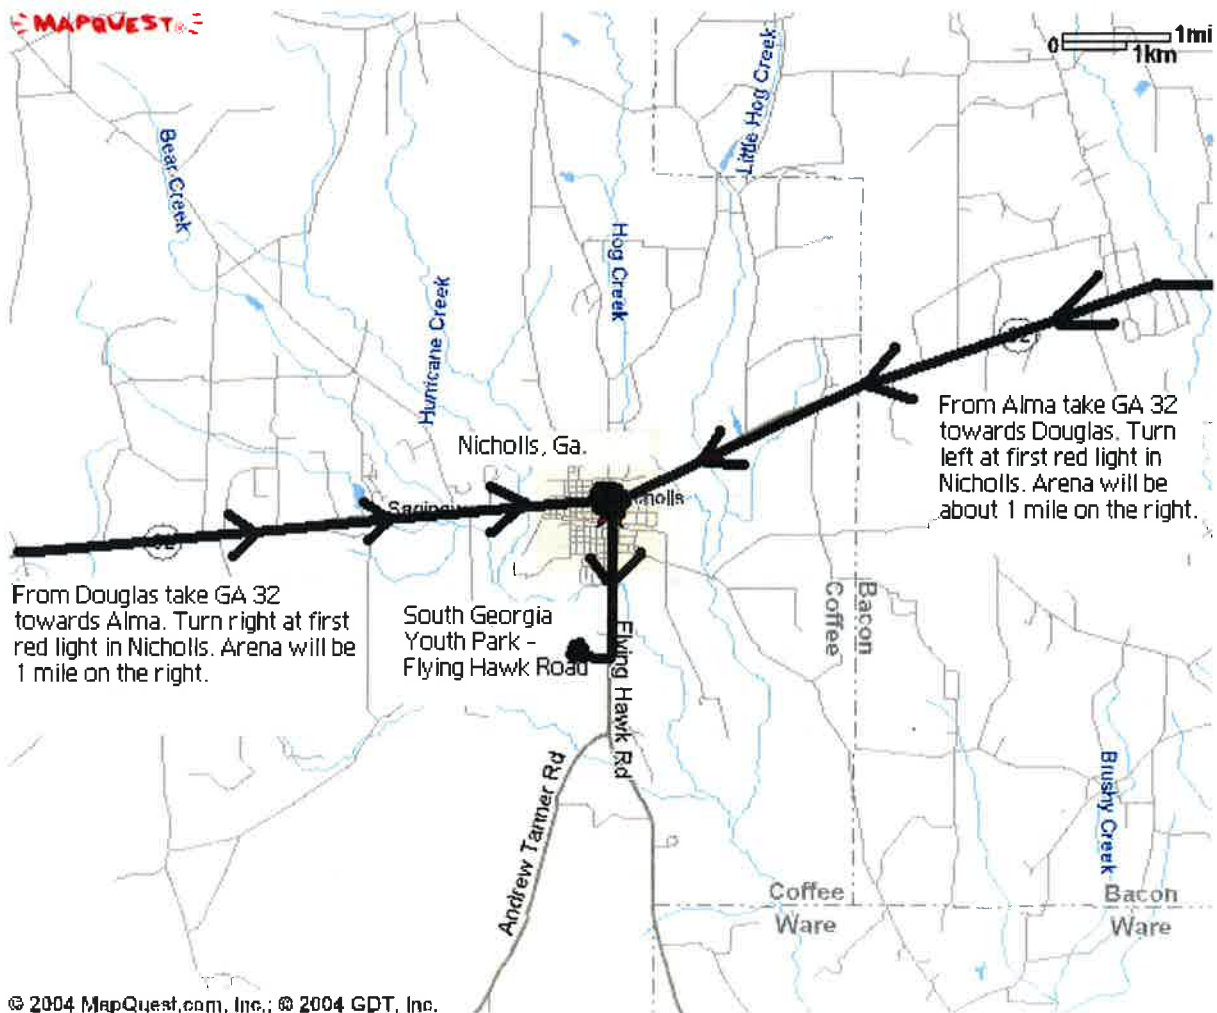 MAPQUEST
0 1mi
1km
Little Hog Creek
Bear Creek
Hog Creek
Hurricane Creek
32
From Alma take GA 32
towards Douglas. Turn
left at first red light in
Nicholls. Arena will be
about 1 mile on the right.
Nicholls, Ga.
32
From Douglas take GA 32
towards Alma. Turn right at first
red light in Nicholls. Arena will be
1 mile on the right.
South Georgia
Youth Park -
Flying Hawk Road
Flying Hawk Rd
Coffee
Bacon
Andrew Tanner Rd
Brushy Creek
Coffee
Ware
Bacon
Ware
© 2004 MapQuest.com, Inc.; © 2004 GDT, Inc.